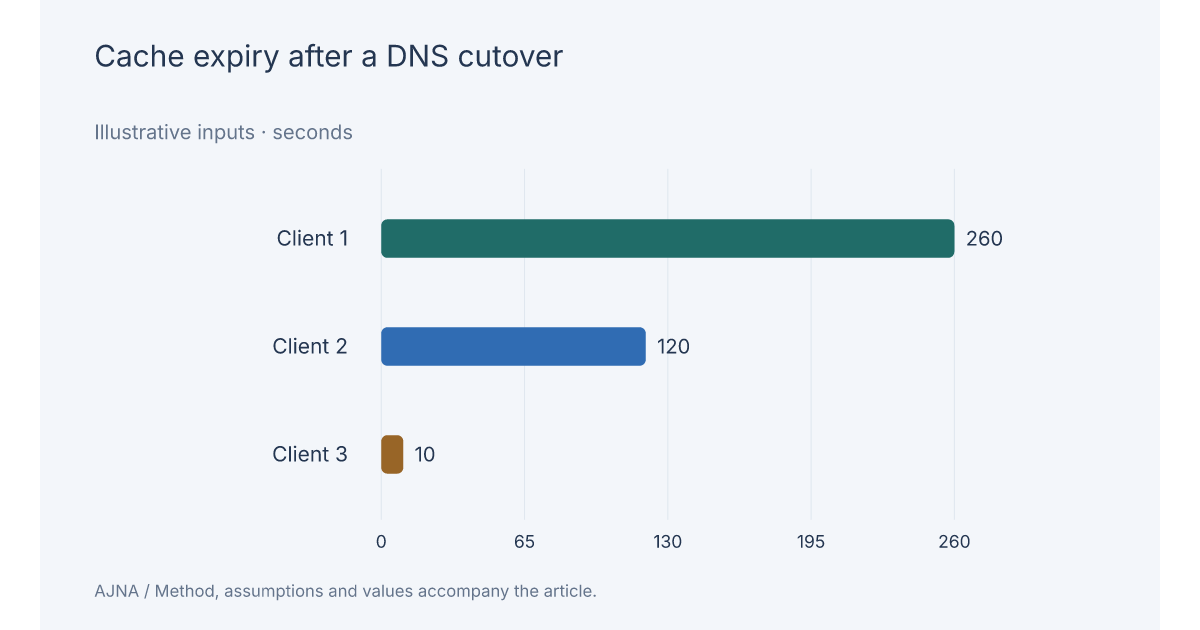 Cache expiry after a DNS cutover
Illustrative inputs · seconds
Client 1 260
Client 2 120
Client 3 10
0 65 130 195 260
AJNA / Method, assumptions and values accompany the article.